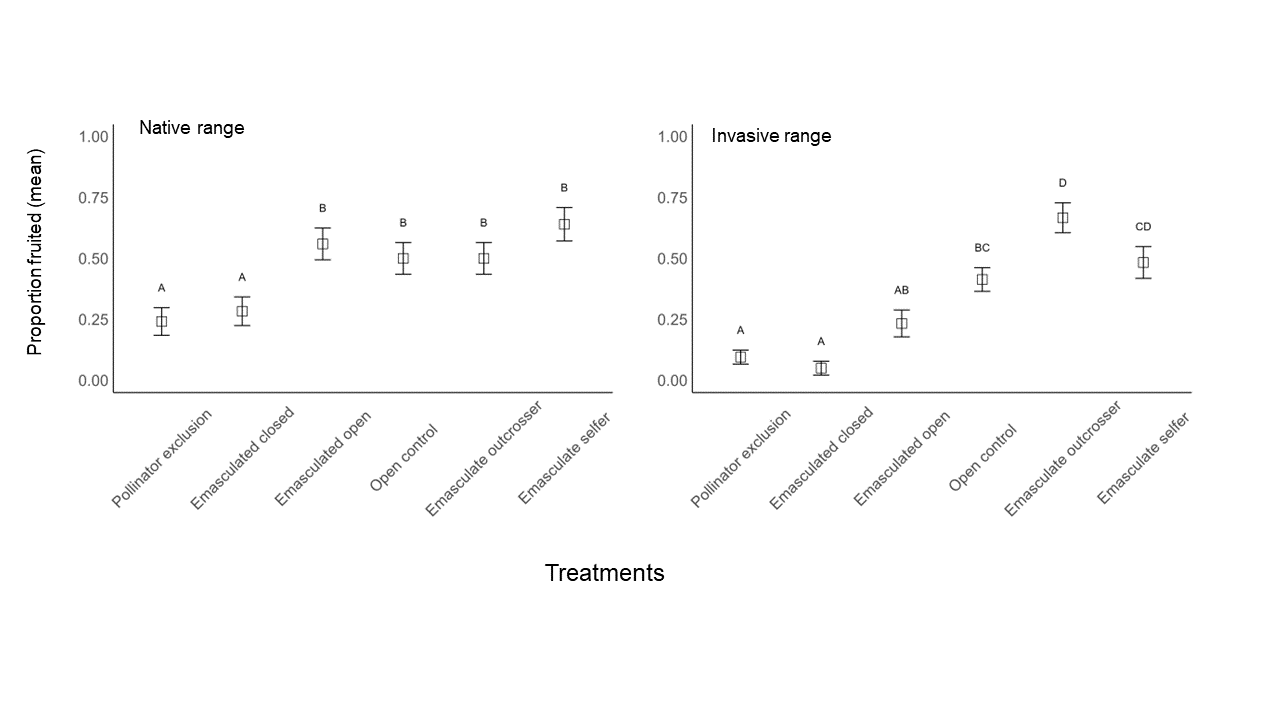 Native range
Proportion fruited (mean)
1.00
0.75
0.50
0.25
0.00
A
A
B
B
B
B
Pollinator exclusion
Emasculated closed
Emasculated open
Open control
Emasculate outcrosser
Emasculate selfer
Invasive range
1.00
0.75
0.50
0.25
0.00
A
A
AB
BC
D
CD
Pollinator exclusion
Emasculated closed
Emasculated open
Open control
Emasculate outcrosser
Emasculate selfer
Treatments